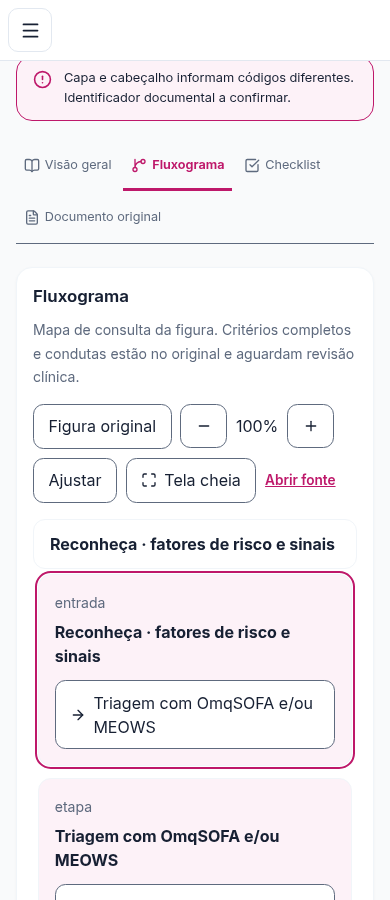 Capa e cabeçalho informam códigos diferentes.
Identificador documental a confirmar.
Visão geral
Fluxograma
Checklist
Documento original
Fluxograma
Mapa de consulta da figura. Critérios completos
e condutas estão no original e aguardam revisão
clínica.
Figura original
100%
Ajustar
Tela cheia
Abrir fonte
Reconheça · fatores de risco e sinais
entrada
Reconheça · fatores de risco e
sinais
Triagem com OmqSOFA e/ou
MEOWS
etapa
Triagem com OmqSOFA e/ou
MEOWS